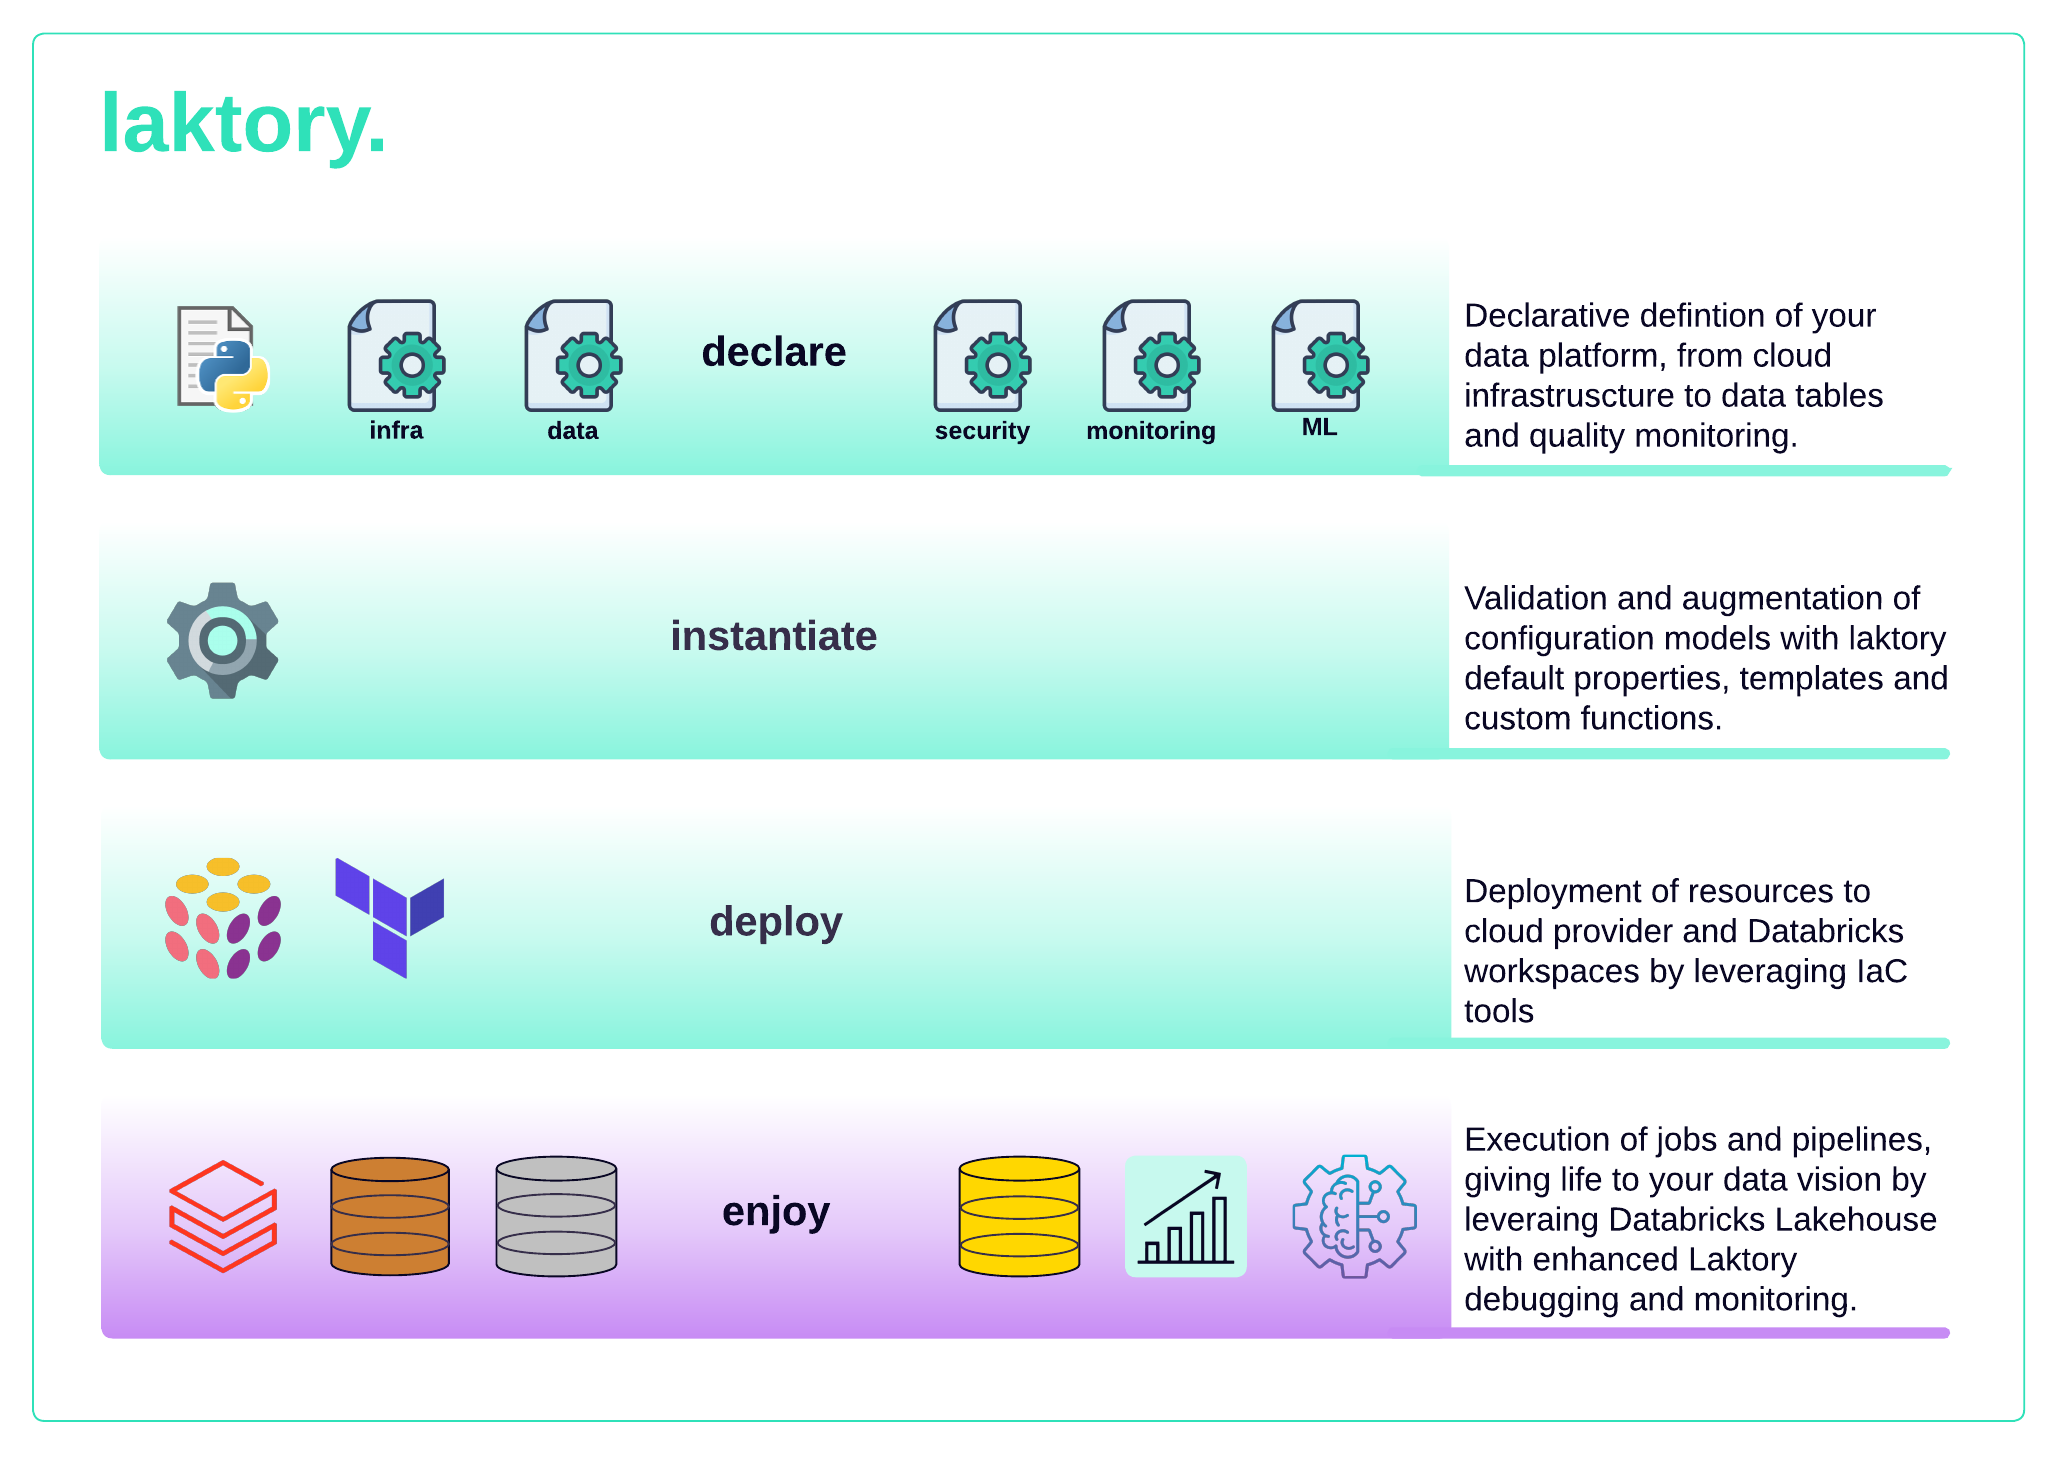 laktory.
declare
infra
data
security
monitoring
ML
Declarative defintion of your
data platform, from cloud
infrastruscture to data tables
and quality monitoring.
instantiate
Validation and augmentation of
configuration models with laktory
default properties, templates and
custom functions.
deploy
Deployment of resources to
cloud provider and Databricks
workspaces by leveraging IaC
tools
enjoy
Execution of jobs and pipelines,
giving life to your data vision by
leveraing Databricks Lakehouse
with enhanced Laktory
debugging and monitoring.